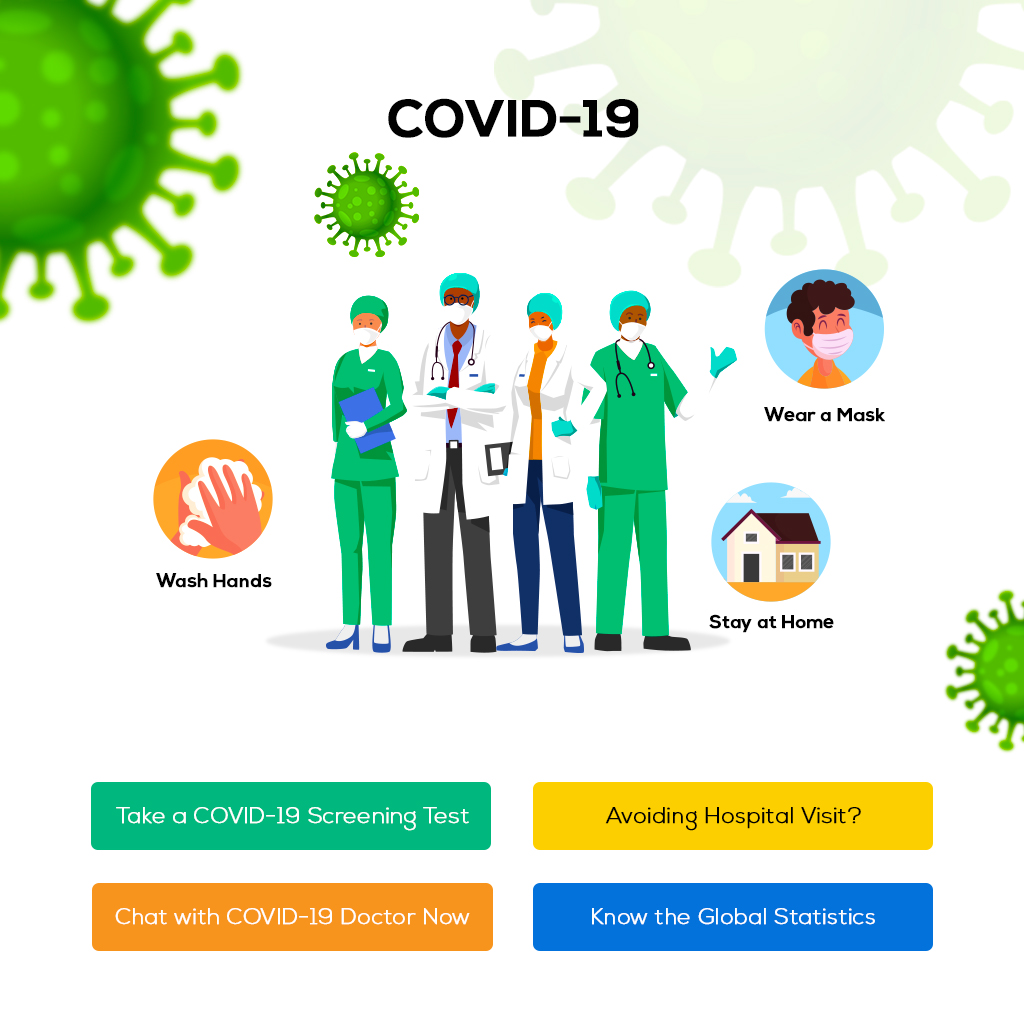 COVID-19
Wear a Mask
Wash Hands
Stay at Home
Take a COVID-19 Screening Test
Avoiding Hospital Visit?
Chat with COVID-19 Doctor Now
Know the Global Statistics